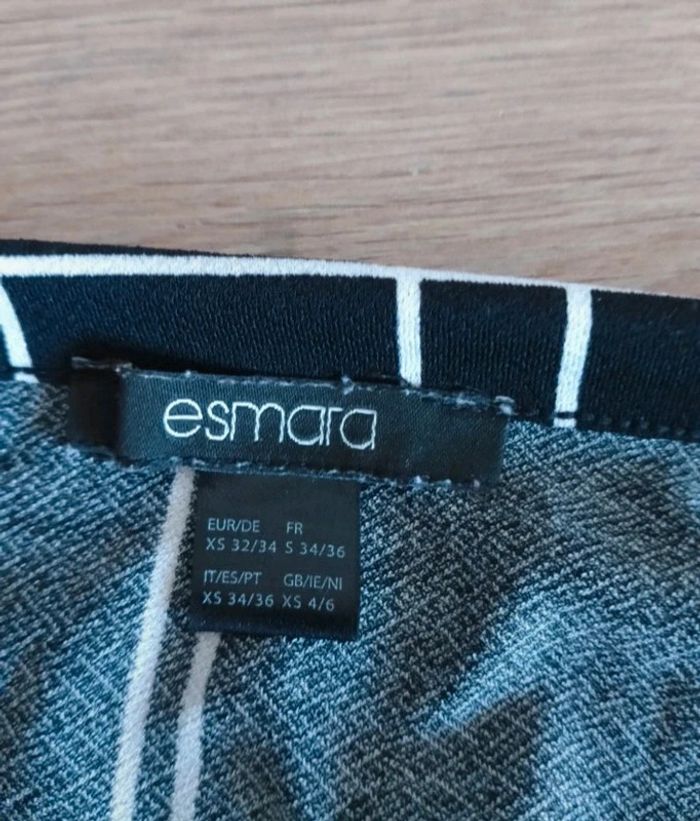 esmara
EUR/DE FR
XS 32/34 S 34/36
IT/ES/PT GB/IE/NI
XS 34/36 XS 4/6